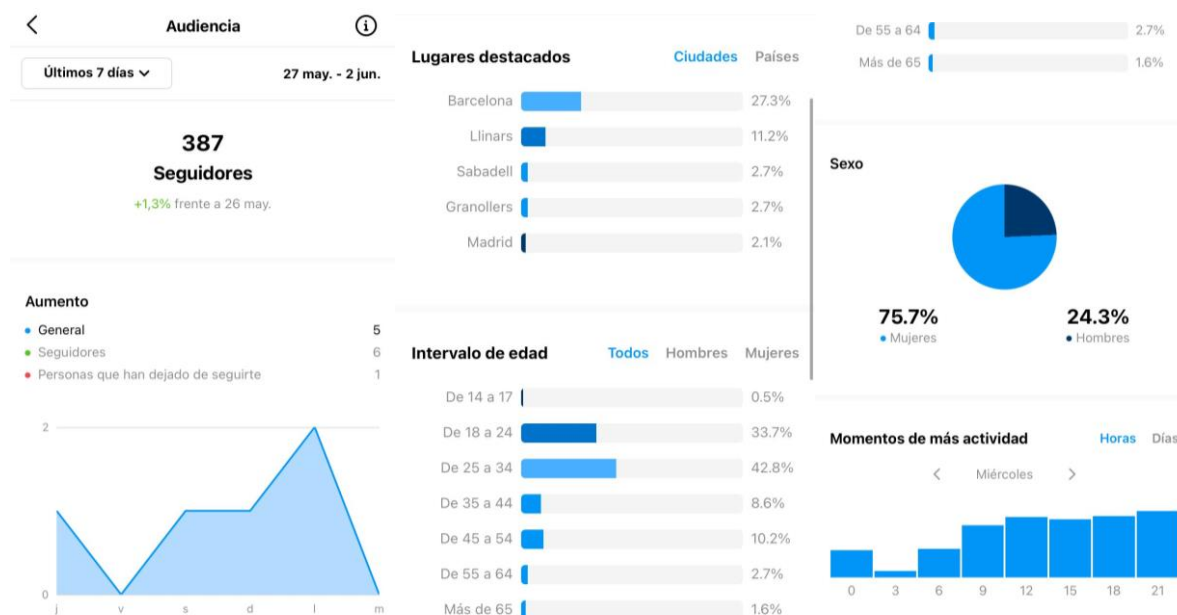 Audiencia
Últimos 7 días
27 may. - 2 jun.
387
Seguidores
+1,3% frente a 26 may.
Aumento
General 5
Seguidores 6
Personas que han dejado de seguirte 1
2
0
j v s d l m
Lugares destacados Ciudades Países
Barcelona 27.3%
Llinars 11.2%
Sabadell 2.7%
Granollers 2.7%
Madrid 2.1%
Intervalo de edad Todos Hombres Mujeres
De 14 a 17 0.5%
De 18 a 24 33.7%
De 25 a 34 42.8%
De 35 a 44 8.6%
De 45 a 54 10.2%
De 55 a 64 2.7%
Más de 65 1.6%
De 55 a 64 2.7%
Más de 65 1.6%
Sexo
75.7% 24.3%
Mujeres Hombres
Momentos de más actividad Horas Días
Miércoles
0 3 6 9 12 15 18 21